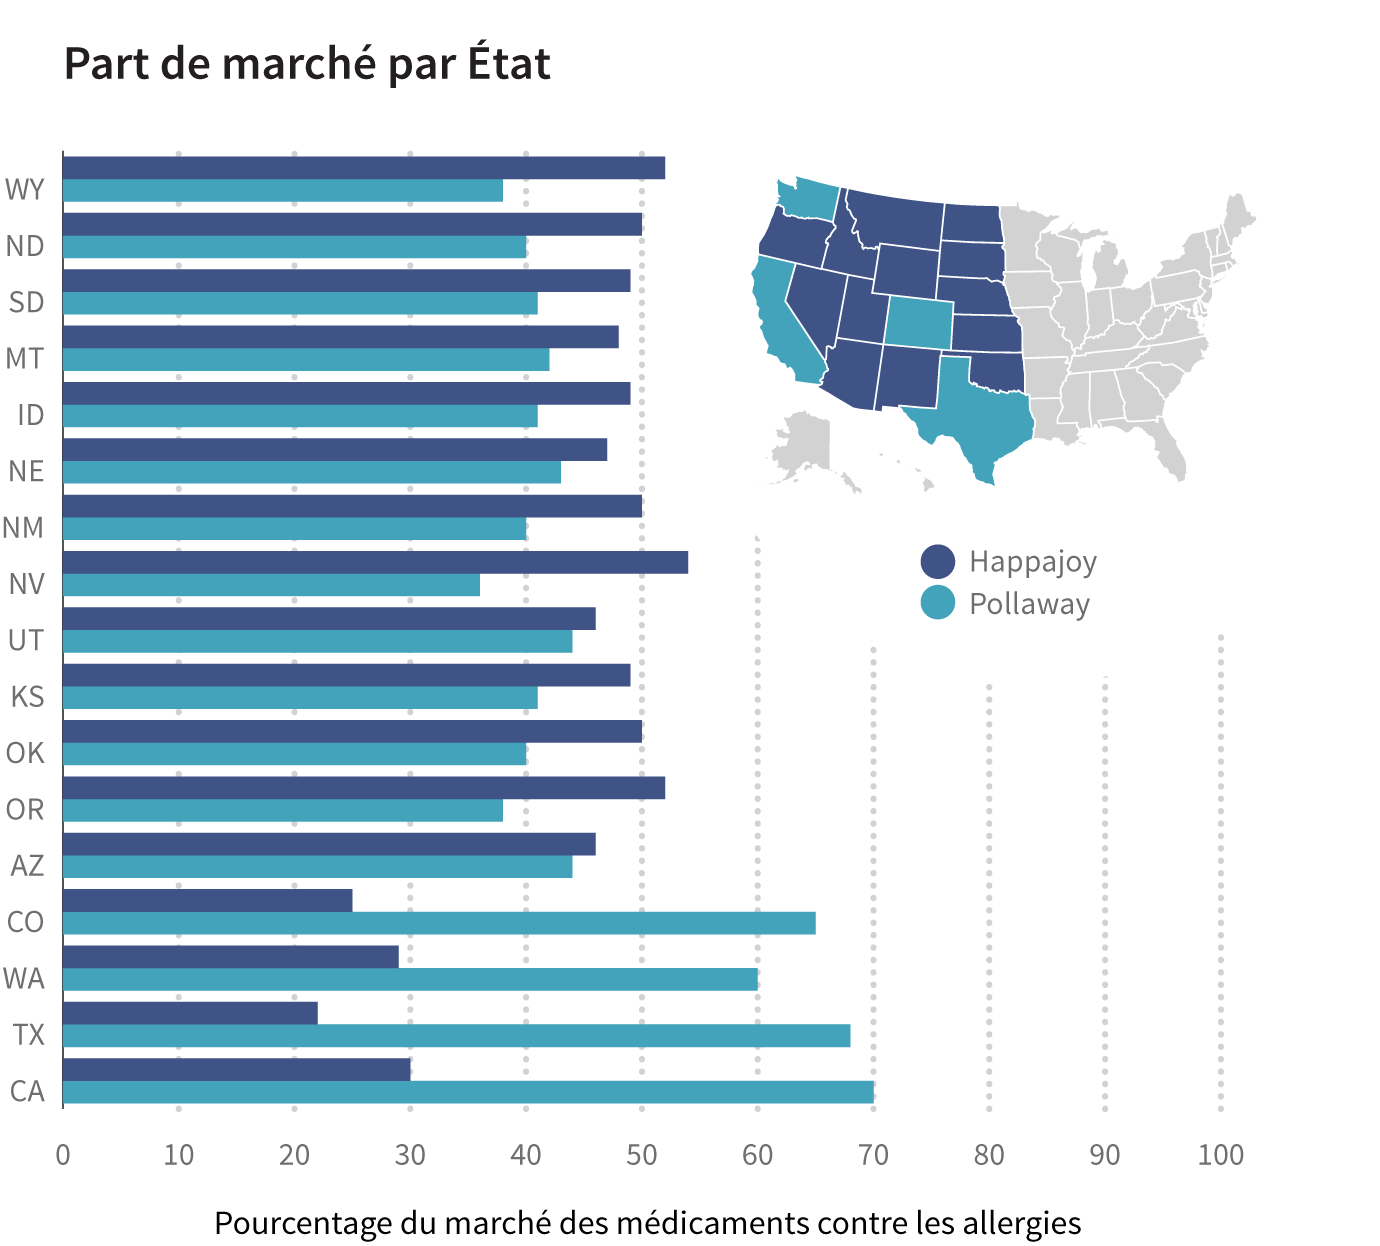 Part de marché par État
WY
ND
SD
MT
ID
NE
NM
NV
UT
KS
OK
OR
AZ
CO
WA
TX
CA
Happajoy
Pollaway
0 10 20 30 40 50 60 70 80 90 100
Pourcentage du marché des médicaments contre les allergies